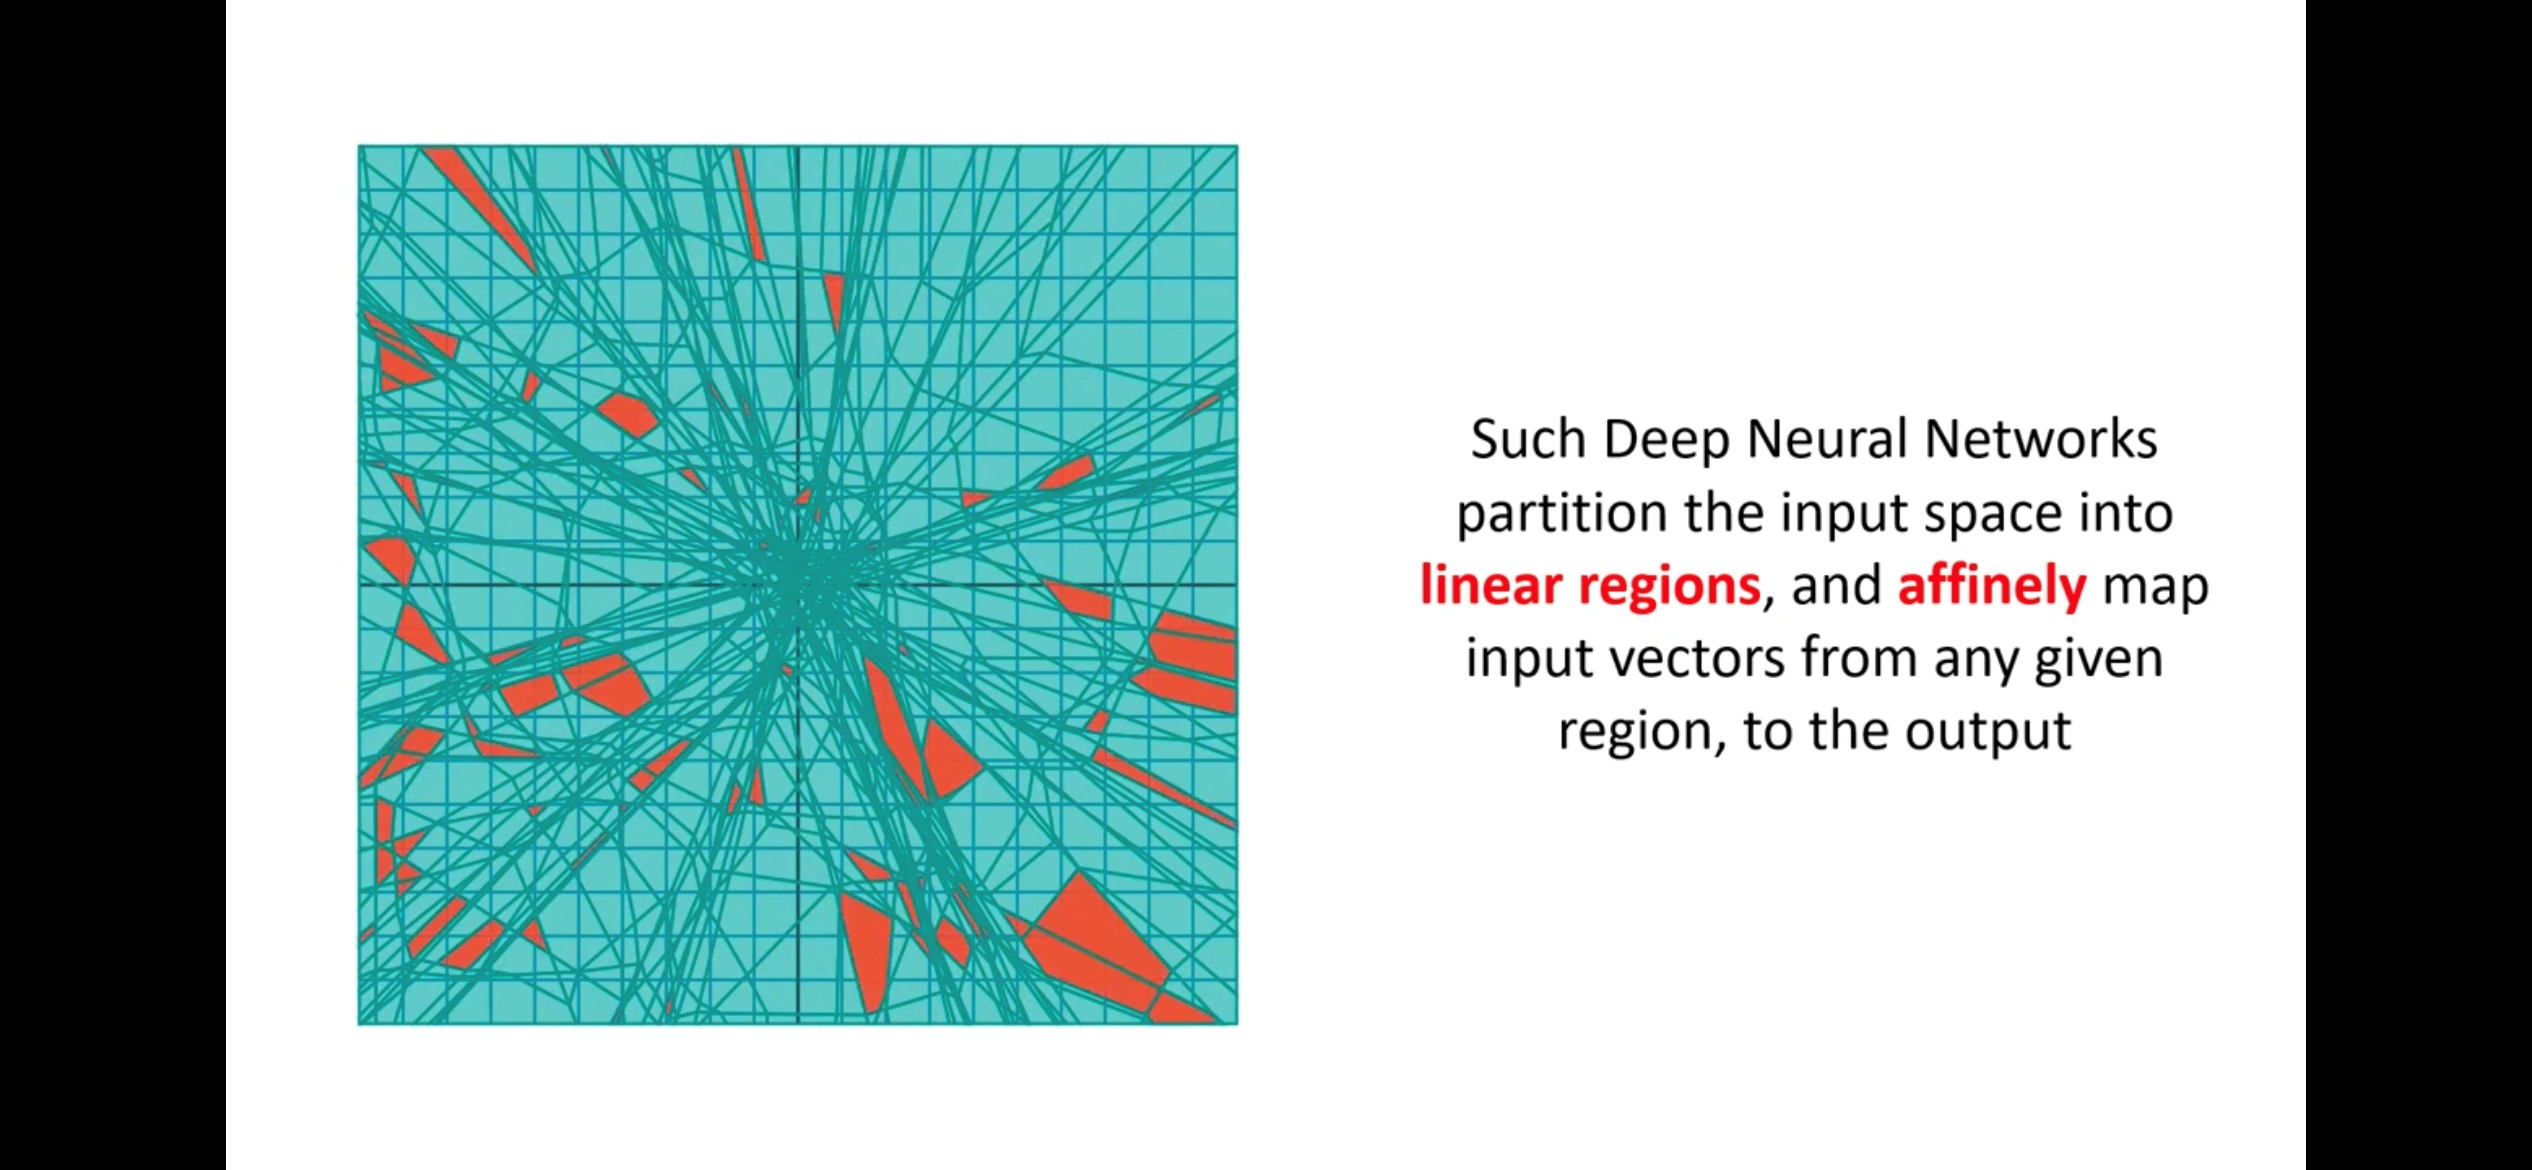 Such Deep Neural Networks
partition the input space into
linear regions, and affinely map
input vectors from any given
region, to the output